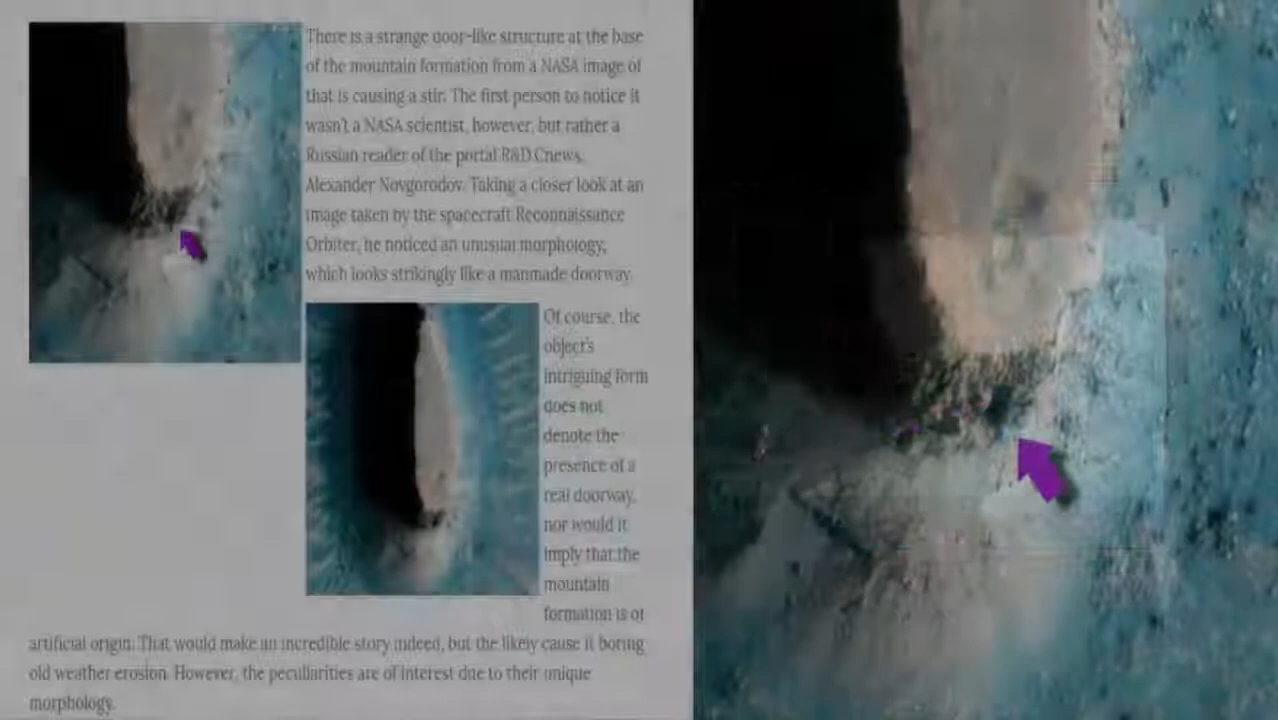 There is a strange door-like structure at the base
of the mountain formation from a NASA image of
that is causing a stir. The first person to notice it
wasn't a NASA scientist, however, but rather a
Russian reader of the portal R&D.Cnews,
Alexander Novgorodov. Taking a closer look at an
image taken by the spacecraft Reconnaissance
Orbiter, he noticed an unusual morphology,
which looks strikingly like a manmade doorway.
Of course, the
object's
intriguing form
does not
denote the
presence of a
real doorway,
nor would it
imply that the
mountain
formation is of
artificial origin. That would make an incredible story indeed, but the likely cause it boring
old weather erosion. However, the peculiarities are of interest due to their unique
morphology.